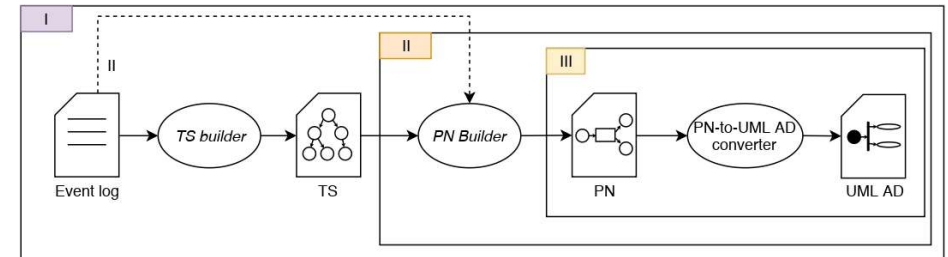 I
II
II
III
TS builder
PN Builder
PN-to-UML AD
converter
Event log
TS
PN
UML AD